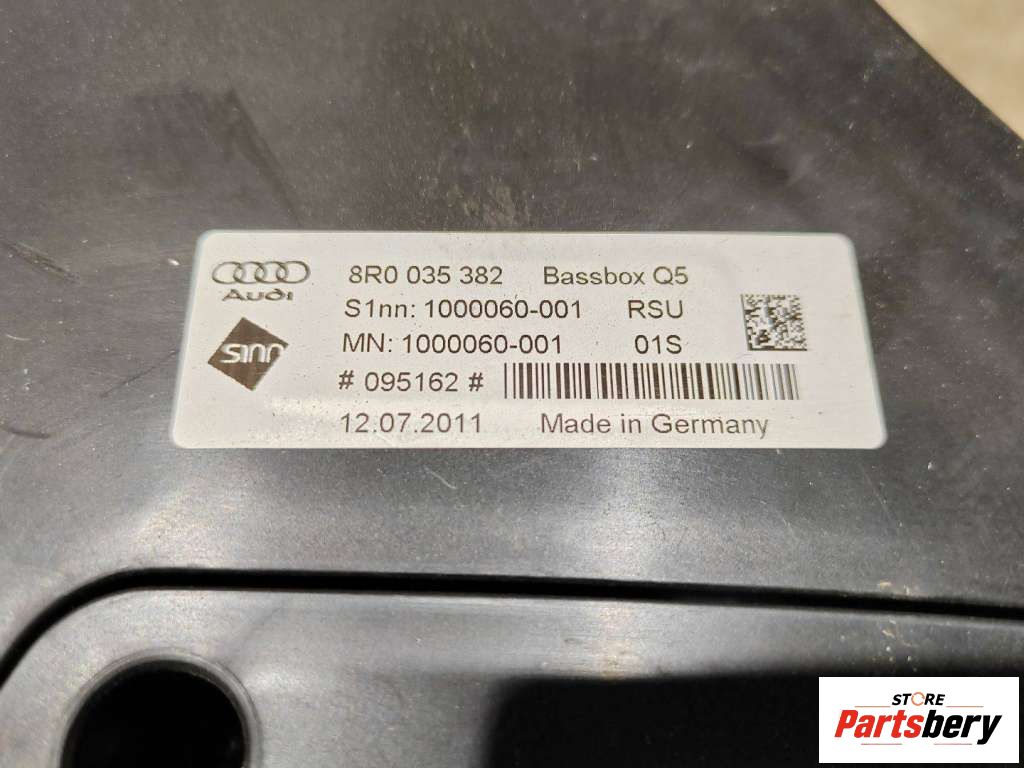 8R0 035 382 Bassbox Q5
Audi
S1nn: 1000060-001 RSU
sinn
MN: 1000060-001 01S
# 095162 #
12.07.2011 Made in Germany
STORE
Partsbery